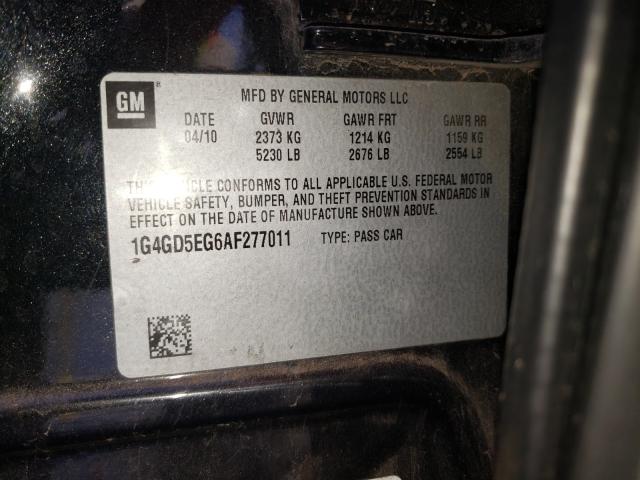 GM
MFD BY GENERAL MOTORS LLC
DATE GVWR GAWR FRT GAWR RR
04/10 2373 KG 1214 KG 1159 KG
5230 LB 2676 LB 2554 LB
THIS VEHICLE CONFORMS TO ALL APPLICABLE U.S. FEDERAL MOTOR
VEHICLE SAFETY, BUMPER, AND THEFT PREVENTION STANDARDS IN
EFFECT ON THE DATE OF MANUFACTURE SHOWN ABOVE.
1G4GD5EG6AF277011 TYPE: PASS CAR